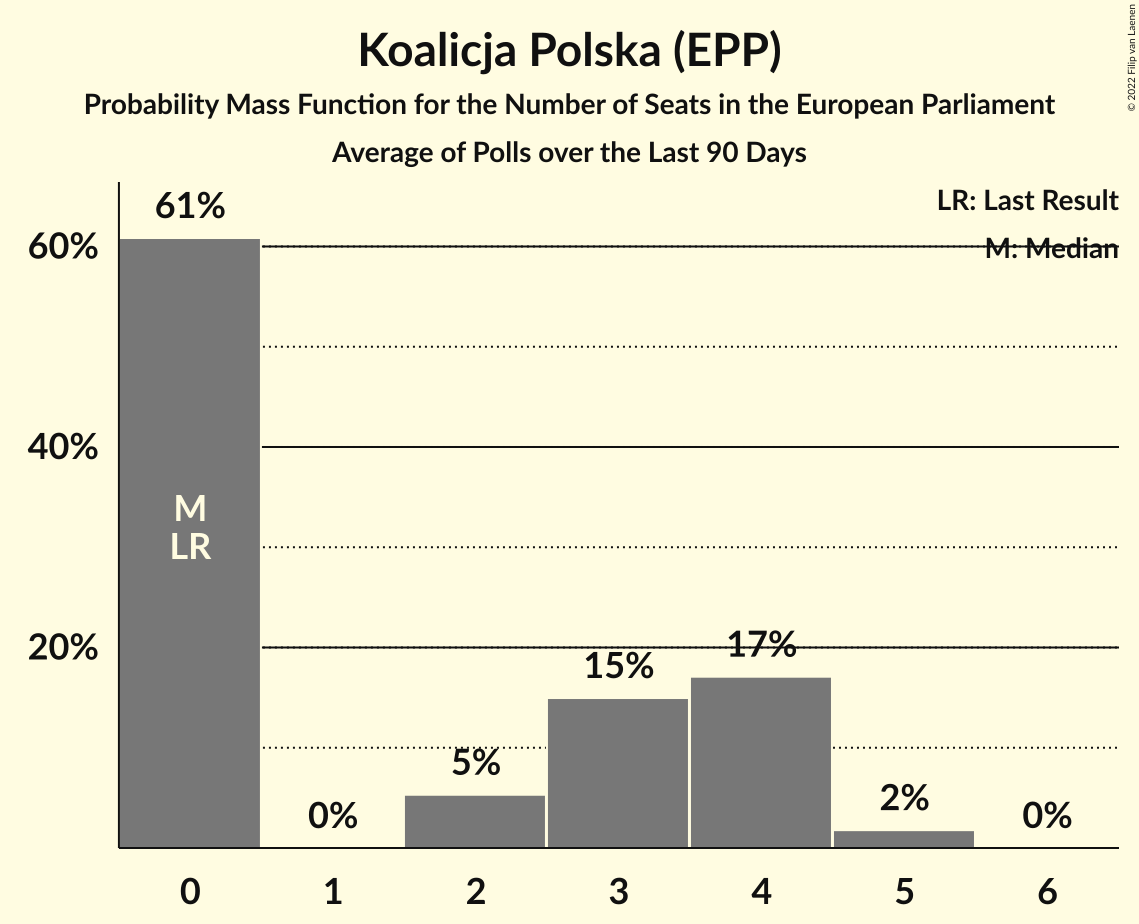 Koalicja Polska (EPP)
Probability Mass Function for the Number of Seats in the European Parliament
Average of Polls over the Last 90 Days
© 2022 Filip van Laenen
LR: Last Result
M: Median
61%
60%
40%
20%
M
LR
0%
5%
15%
17%
2%
0%
0 1 2 3 4 5 6